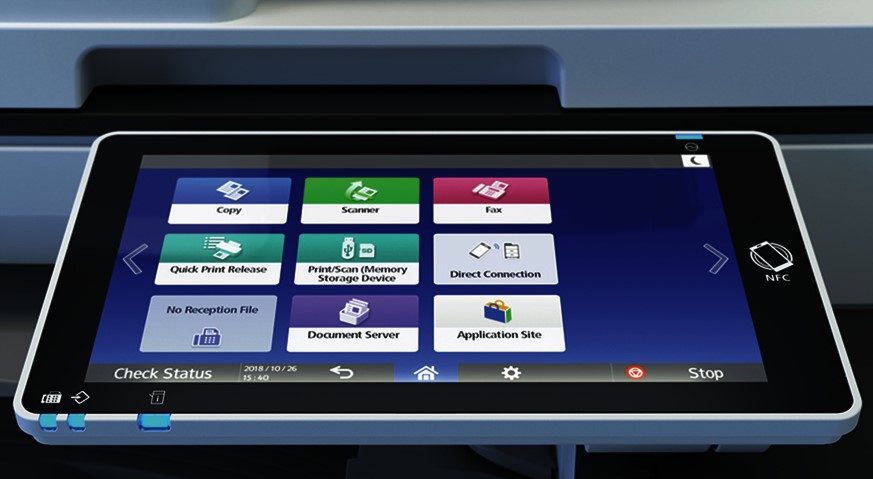 Copy
Scanner
Fax
Quick Print Release
Print/Scan (Memory
Storage Device
SD
Direct Connection
No Reception File
Document Server
Application Site
NFC
Check Status
2018 / 10 / 26
15 : 40
Stop